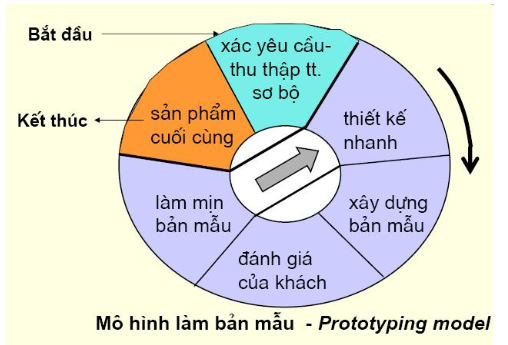 Bắt đầu
xác yêu cầu-
thu thập tt.
sơ bộ
Kết thúc
sản phẩm
cuối cùng
thiết kế
nhanh
làm mịn
bản mẫu
xây dựng
bản mẫu
đánh giá
của khách
Mô hình làm bản mẫu - Prototyping model